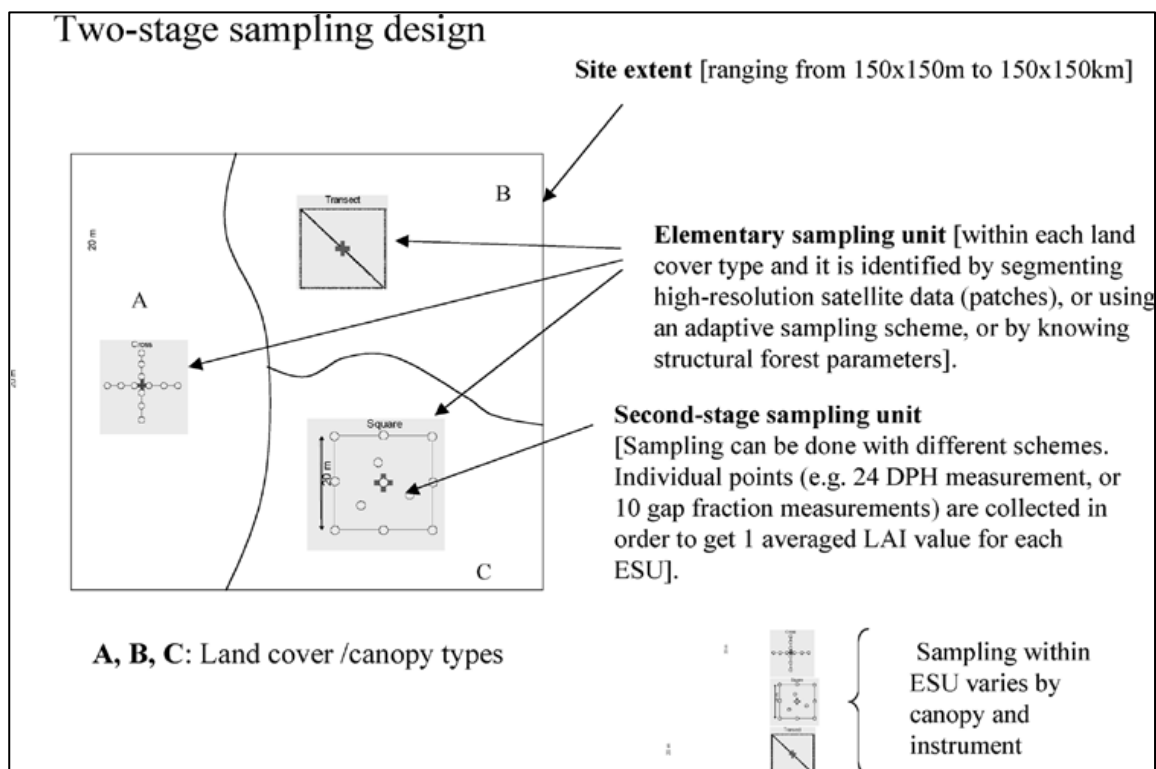 Two-stage sampling design
Site extent [ranging from 150x150m to 150x150km]
B
Transect
20 m
A
Cross
20 m
Elementary sampling unit [within each land
cover type and it is identified by segmenting
high-resolution satellite data (patches), or using
an adaptive sampling scheme, or by knowing
structural forest parameters].
Square
20 m
C
Second-stage sampling unit
[Sampling can be done with different schemes.
Individual points (e.g. 24 DPH measurement, or
10 gap fraction measurements) are collected in
order to get 1 averaged LAI value for each
ESU].
A, B, C: Land cover /canopy types
Square
Transect
Sampling within
ESU varies by
canopy and
instrument